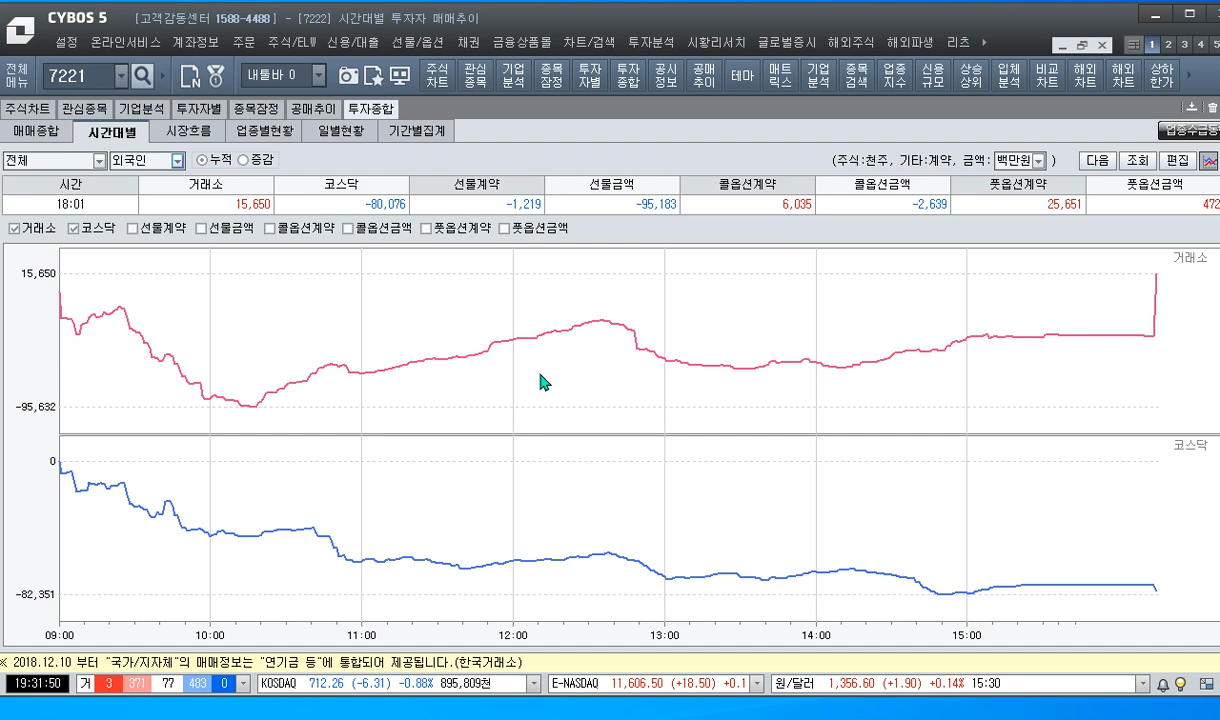 CYBOS 5 [고객감동센터 1588-4488] - [7222] 시간대별 투자자 매매추이
설정 온라인서비스 계좌정보 주문 주식/ELW 신용/대출 선물/옵션 채권 금융상품몰 차트/검색 투자분석 시황리서치 글로벌증시 해외주식 해외파생 리츠
1 2 3 4 5
전체 메뉴 7221 내툴바 0 주식 차트 관심 종목 기업 분석 종목 잠정 투자 자별 투자 종합 공시 정보 공매 추이 테마 매트 릭스 기업 분석 종목 검색 업종 지수 신용 규모 상승 상위 입체 분석 비교 차트 해외 차트 해외 차트 상하 한가
주식차트 관심종목 기업분석 투자자별 종목잠정 공매추이 투자종합
매매종합 시간대별 시장흐름 업종별현황 일별현황 기간별집계 업종수급동
전체 외국인 누적 증감 (주식:천주, 기타:계약, 금액: 백만원 ) 다음 조회 편집
시간 거래소 코스닥 선물계약 선물금액 콜옵션계약 콜옵션금액 풋옵션계약 풋옵션금액
18:01 15,650 -80,076 -1,219 -95,183 6,035 -2,639 25,651 472
거래소 코스닥 선물계약 선물금액 콜옵션계약 콜옵션금액 풋옵션계약 풋옵션금액
거래소
15,650
-95,632
코스닥
0
-82,351
09:00 10:00 11:00 12:00 13:00 14:00 15:00
※ 2018.12.10 부터 "국가/지자체"의 매매정보는 "연기금 등"에 통합되어 제공됩니다.(한국거래소)
19:31:50 거 3 371 77 483 0 KOSDAQ 712.26 (-6.31) -0.88% 895,809천 E-NASDAQ 11,606.50 (+18.50) +0.1 원/달러 1,356.60 (+1.90) +0.14% 15:30